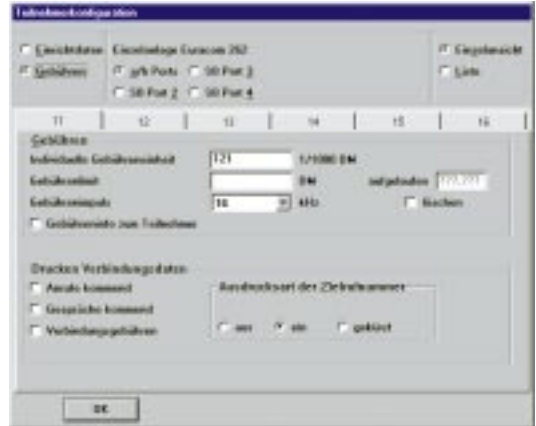 Teilnehmerkonfiguration
Einrichtdaten
Einzelanlage Euracom 262
Einzelansicht
Gebühren
a/b Ports
S0 Port 3
Liste
S0 Port 2
S0 Port 4
11 12 13 14 15 16
Gebühren
Individuelle Gebühreneinheit 121 1/1000 DM
Gebührenlimit DM aufgelaufen ???,???
Gebührenimpuls 16 kHz löschen
Gebühreninfo zum Teilnehmer
Drucken Verbindungsdaten
Anrufe kommend
Ausdrucksart der Zielrufnummer
Gespräche kommend
Verbindungsgebühren
aus ein gekürzt
OK